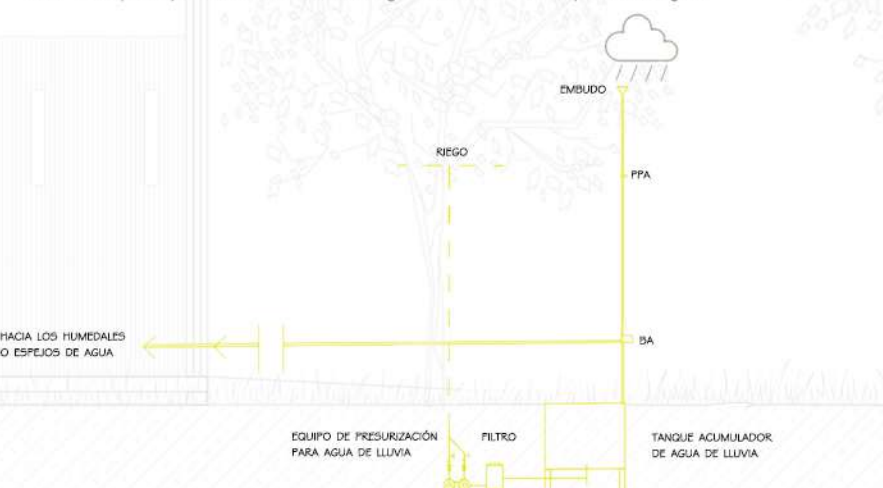 EMBUDO
RIEGO
PPA
HACIA LOS HUMEDALES
O ESPEJOS DE AGUA
BA
EQUIPO DE PRESURIZACIÓN
PARA AGUA DE LLUVIA
FILTRO
TANQUE ACUMULADOR
DE AGUA DE LLUVIA